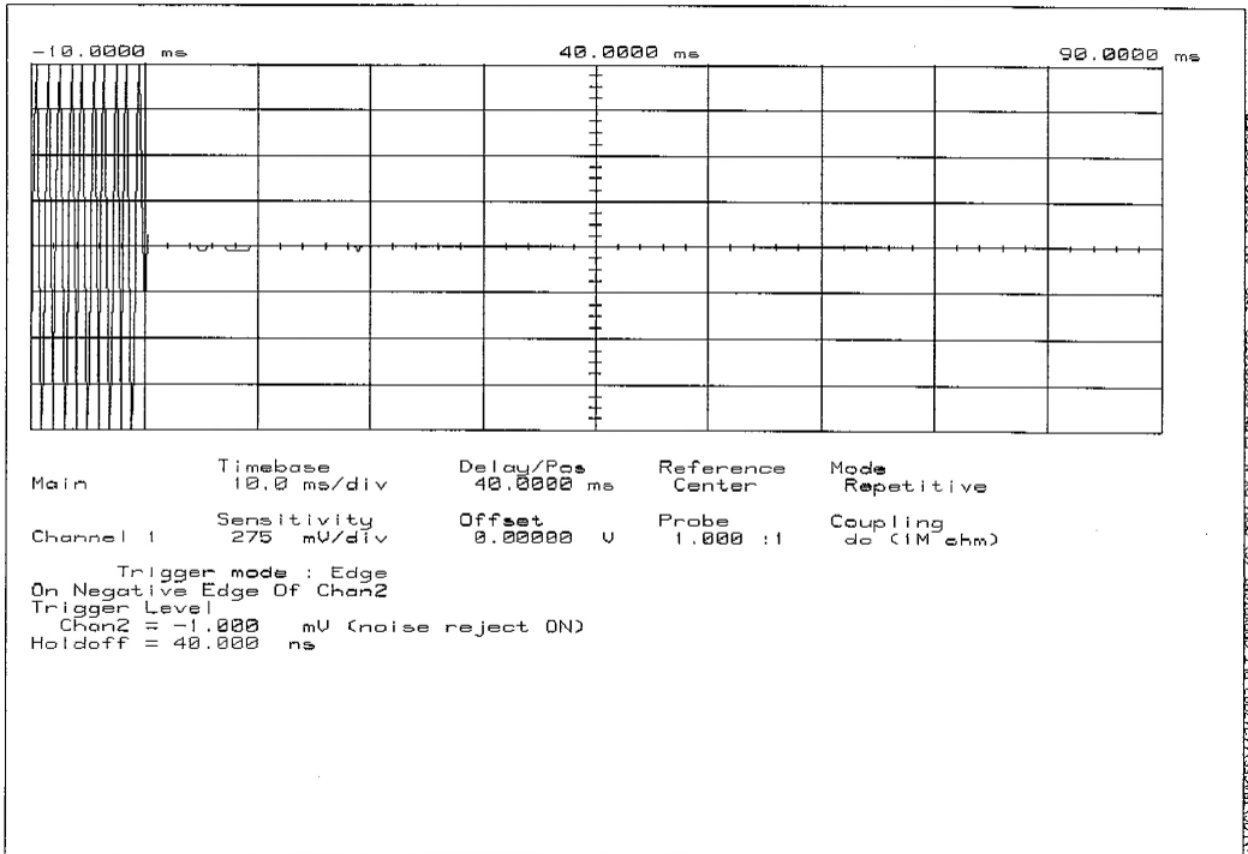 -10.0000 ms 40.0000 ms 90.0000 ms
Timebase Delay/Pos Reference Mode
Main 10.0 ms/div 40.0000 ms Center Repetitive
Sensitivity Offset Probe Coupling
Channel 1 275 mV/div 0.00000 V 1.000 :1 dc (1M ohm)
Trigger mode : Edge
On Negative Edge Of Chan2
Trigger Level
Chan2 = -1.000 mV (noise reject ON)
Holdoff = 40.000 ns